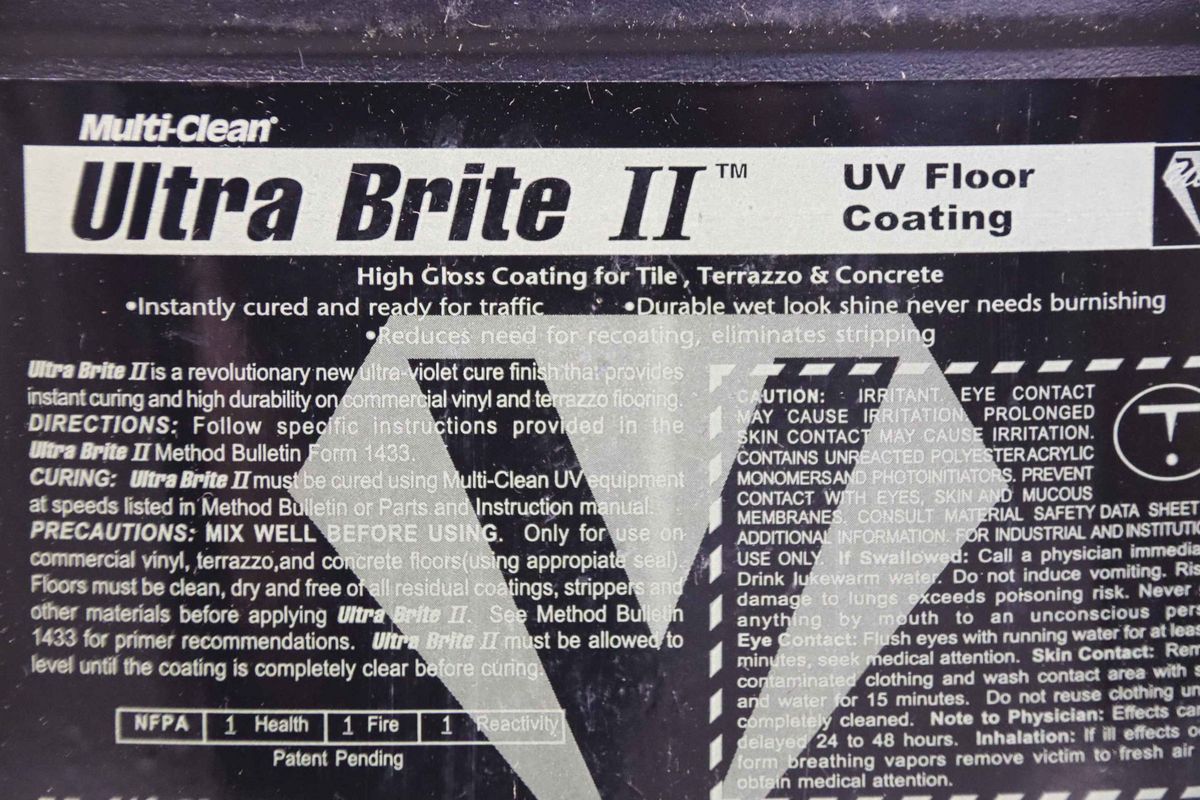 Multi-Clean®
Ultra Brite II™
UV Floor
Coating
High Gloss Coating for Tile, Terrazzo & Concrete
•Instantly cured and ready for traffic •Durable wet look shine never needs burnishing
•Reduces need for recoating, eliminates stripping
Ultra Brite II is a revolutionary new ultra-violet cure finish that provides
instant curing and high durability on commercial vinyl and terrazzo flooring.
DIRECTIONS: Follow specific instructions provided in the
Ultra Brite II Method Bulletin Form 1433.
CURING: Ultra Brite II must be cured using Multi-Clean UV equipment
at speeds listed in Method Bulletin or Parts and Instruction manual.
PRECAUTIONS: MIX WELL BEFORE USING. Only for use on
commercial vinyl, terrazzo,and concrete floors(using appropiate seal).
Floors must be clean, dry and free of all residual coatings, strippers and
other materials before applying Ultra Brite II. See Method Bulletin
1433 for primer recommendations. Ultra Brite II must be allowed to
level until the coating is completely clear before curing.
NFPA 1 Health 1 Fire 1 Reactivity
Patent Pending
CAUTION: IRRITANT, EYE CONTACT
MAY CAUSE IRRITATION, PROLONGED
SKIN CONTACT MAY CAUSE IRRITATION.
CONTAINS UNREACTED POLYESTER ACRYLIC
MONOMERS AND PHOTOINITIATORS. PREVENT
CONTACT WITH EYES, SKIN AND MUCOUS
MEMBRANES. CONSULT MATERIAL SAFETY DATA SHEET
ADDITIONAL INFORMATION. FOR INDUSTRIAL AND INSTITUTI
USE ONLY. If Swallowed: Call a physician immedia
Drink lukewarm water. Do not induce vomiting. Ris
damage to lungs exceeds poisoning risk. Never
anything by mouth to an unconscious per
Eye Contact: Flush eyes with running water for at leas
minutes, seek medical attention. Skin Contact: Rem
contaminated clothing and wash contact area with
and water for 15 minutes. Do not reuse clothing un
completely cleaned. Note to Physician: Effects ca
delayed 24 to 48 hours. Inhalation: If ill effects o
form breathing vapors remove victim to fresh air
obtain medical attention.